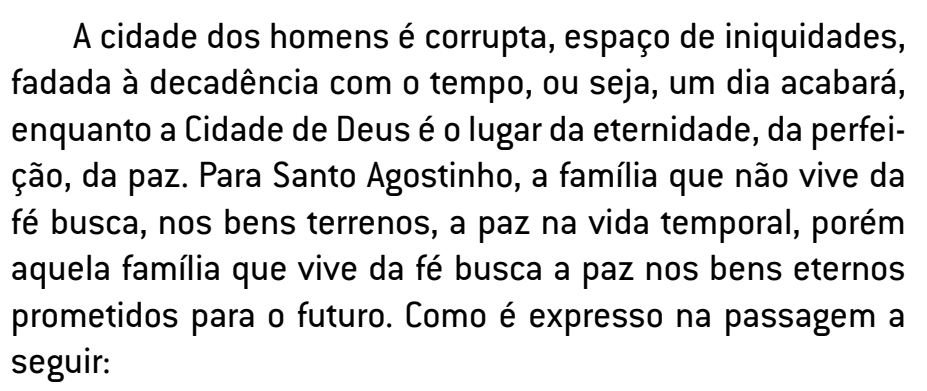 A cidade dos homens é corrupta, espaço de iniquidades,
fadada à decadência com o tempo, ou seja, um dia acabará,
enquanto a Cidade de Deus é o lugar da eternidade, da perfei-
ção, da paz. Para Santo Agostinho, a família que não vive da
fé busca, nos bens terrenos, a paz na vida temporal, porém
aquela família que vive da fé busca a paz nos bens eternos
prometidos para o futuro. Como é expresso na passagem a
seguir: